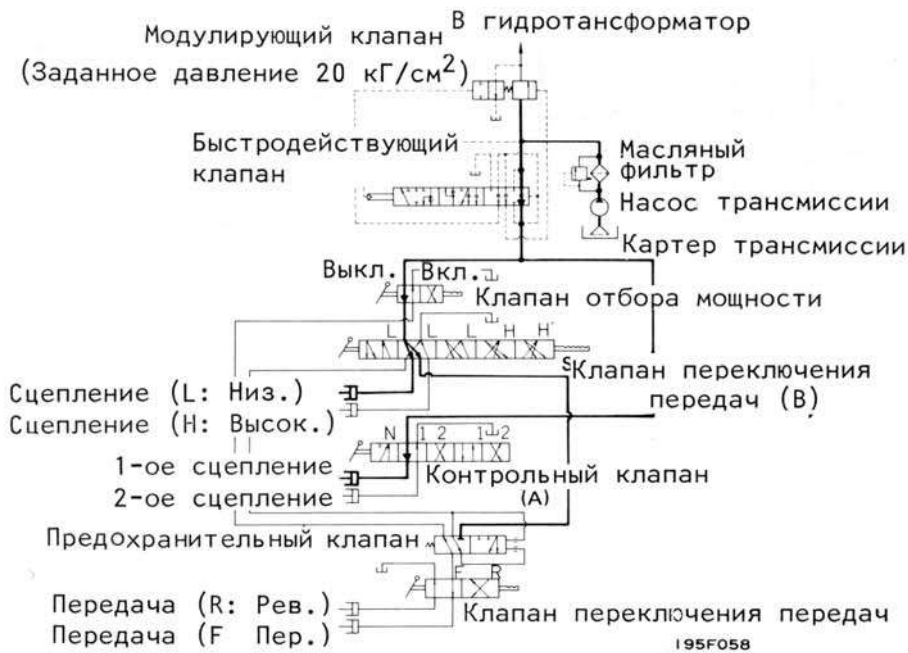 В гидротансформатор
Модулирующий клапан
(Заданное давление 20 кГ/см²)
Быстродействующий
клапан
Масляный
фильтр
Насос трансмиссии
Картер трансмиссии
Выкл. Вкл.
Клапан отбора мощности
L L L H H
S
Клапан переключения
передач (B)
Сцепление (L: Низ.)
Сцепление (H: Высок.)
N 1 2 1 2
1-ое сцепление
2-ое сцепление
Контрольный клапан
(A)
Предохранительный клапан
F R
Передача (R: Рев.)
Передача (F Пер.)
Клапан переключения передач
195F058